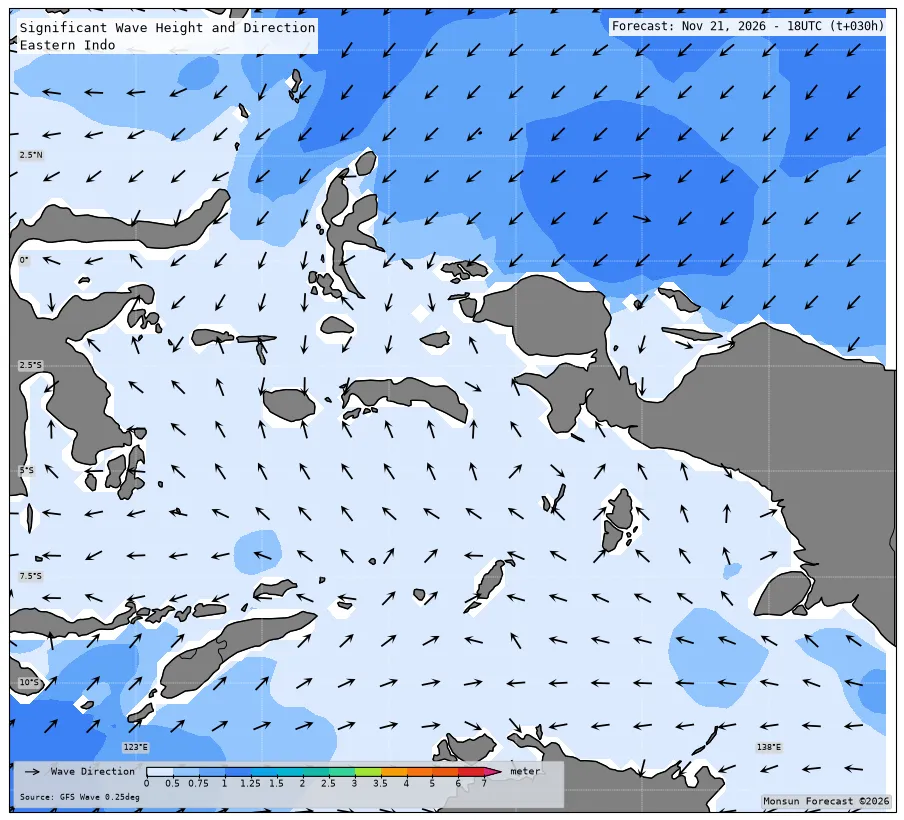 Significant Wave Height and Direction
Eastern Indo
Forecast: Nov 21, 2026 - 18UTC (t+030h)
2.5°N
0°
2.5°S
5°S
7.5°S
10°S
123°E
138°E
Wave Direction
meter
0 0.5 0.75 1 1.25 1.5 2 2.5 3 3.5 4 5 6 7
Source: GFS Wave 0.25deg
Monsun Forecast ©2026